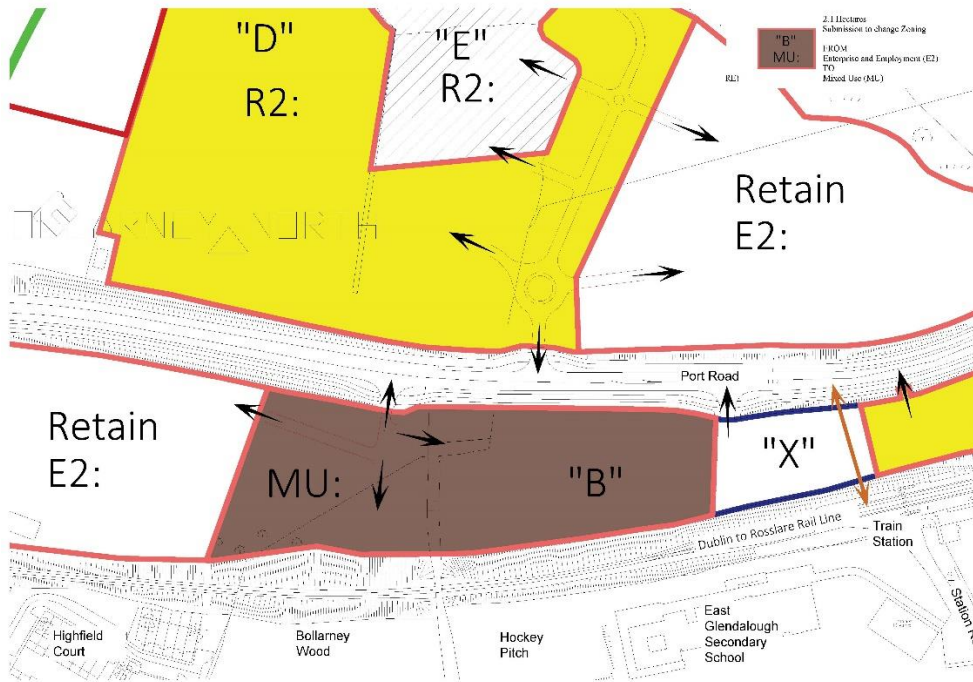 "D"
R2:
"E"
R2:
"B"
MU:
2.1 Hectares
Submission to change Zoning
FROM
Enterprise and Employment (E2)
TO
Mixed Use (MU)
Retain
E2:
Port Road
Retain
E2:
MU:
"B"
"X"
Dublin to Rosslare Rail Line
Train
Station
Highfield
Court
Bollarney
Wood
Hockey
Pitch
East
Glendalough
Secondary
School
Station